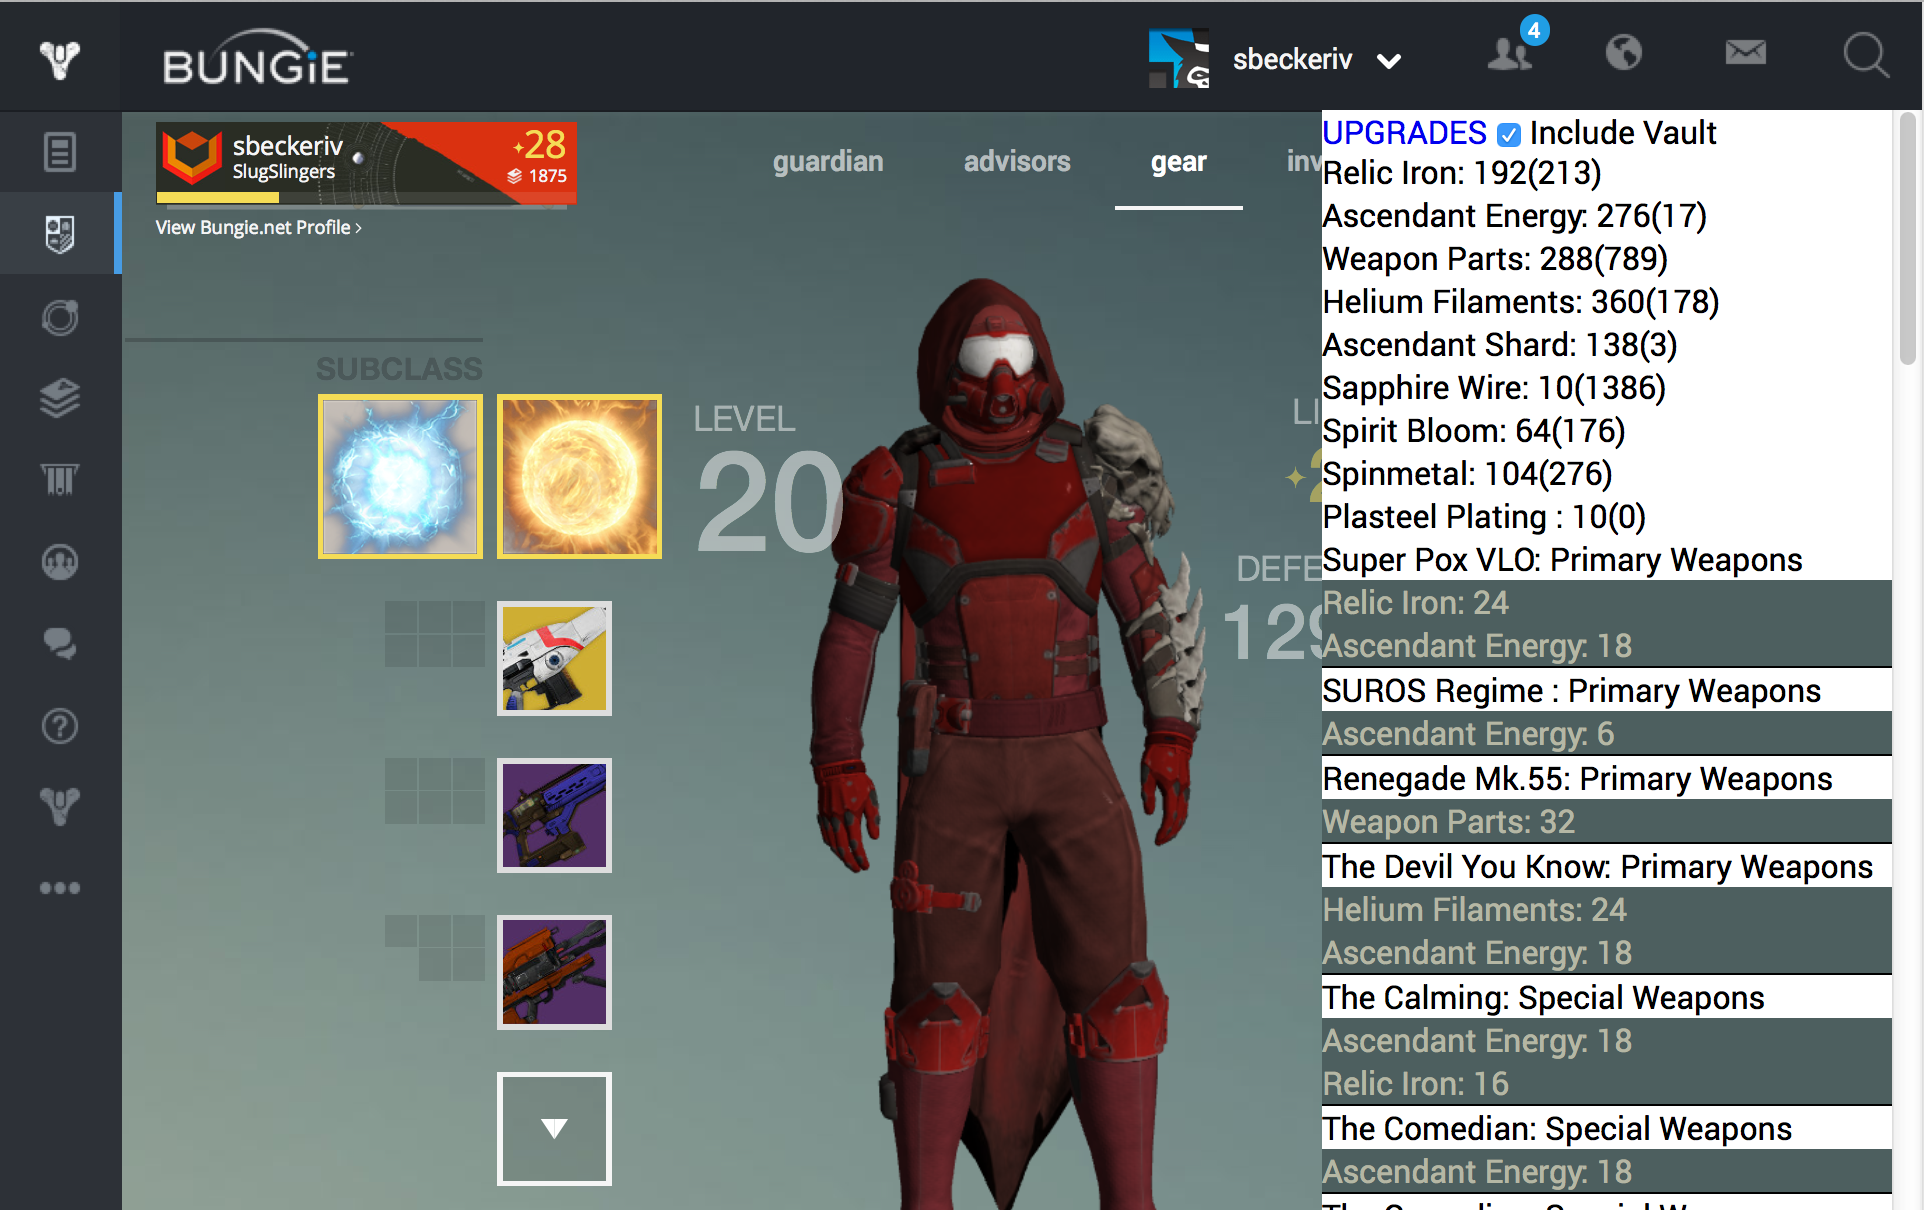 BUNGiE
sbeckeriv
4
sbeckeriv
SlugSlingers
28
1875
View Bungie.net Profile ›
guardian
advisors
gear
SUBCLASS
LEVEL
20
129
UPGRADES Include Vault
Relic Iron: 192(213)
Ascendant Energy: 276(17)
Weapon Parts: 288(789)
Helium Filaments: 360(178)
Ascendant Shard: 138(3)
Sapphire Wire: 10(1386)
Spirit Bloom: 64(176)
Spinmetal: 104(276)
Plasteel Plating : 10(0)
Super Pox VLO: Primary Weapons
Relic Iron: 24
Ascendant Energy: 18
SUROS Regime : Primary Weapons
Ascendant Energy: 6
Renegade Mk.55: Primary Weapons
Weapon Parts: 32
The Devil You Know: Primary Weapons
Helium Filaments: 24
Ascendant Energy: 18
The Calming: Special Weapons
Ascendant Energy: 18
Relic Iron: 16
The Comedian: Special Weapons
Ascendant Energy: 18